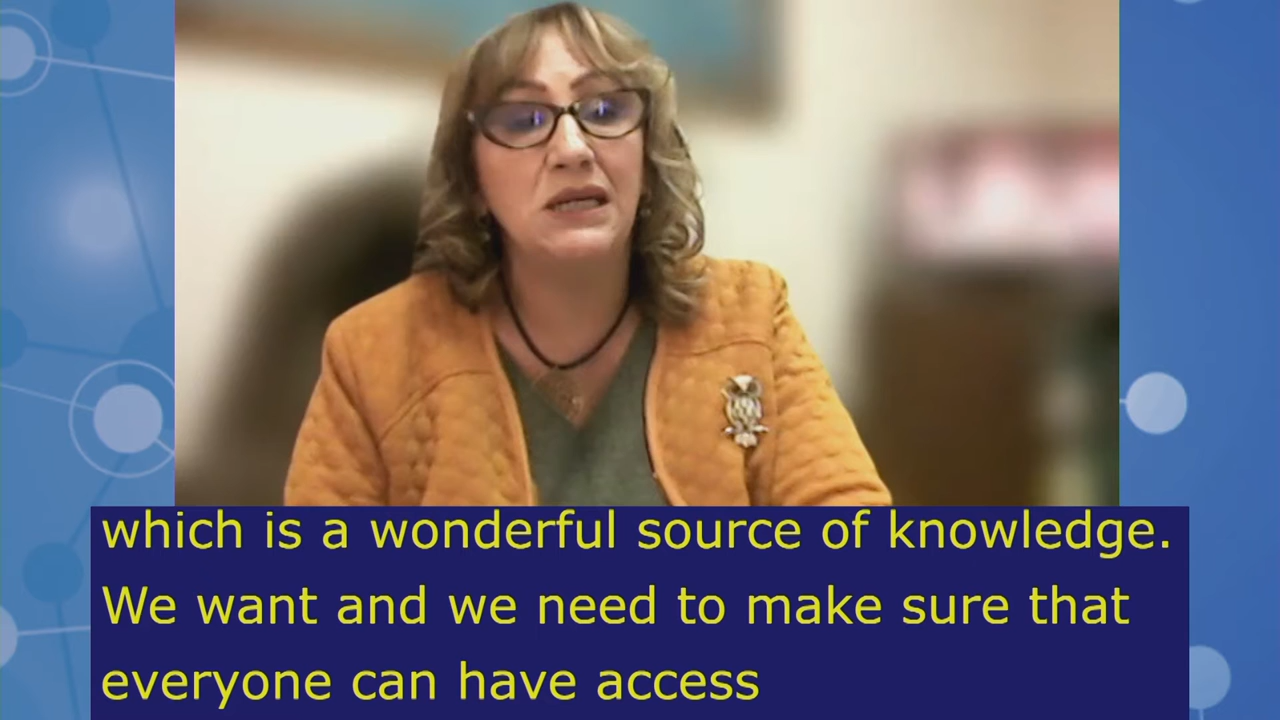 which is a wonderful source of knowledge.
We want and we need to make sure that
everyone can have access